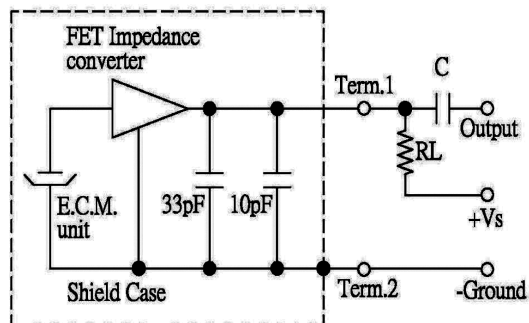 FET Impedance
converter
Term.1
C
Output
RL
+Vs
E.C.M.
unit
33pF
10pF
Shield Case
Term.2
-Ground